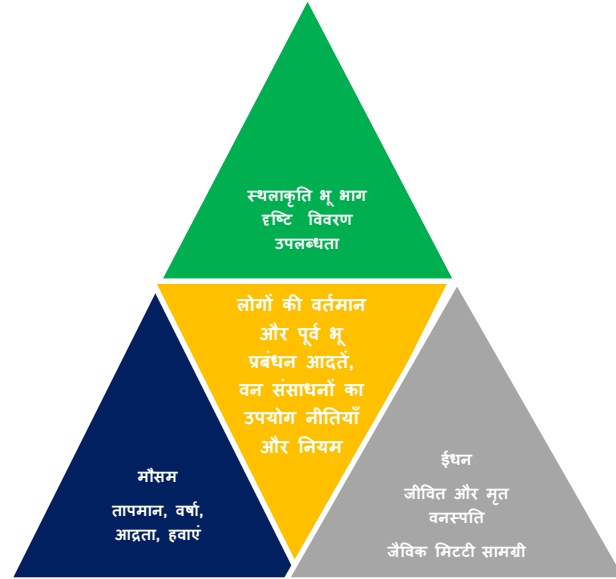 स्थलाकृति भू भाग
दृष्टि विवरण
उपलब्धता
लोगों की वर्तमान
और पूर्व भू
प्रबंधन आदतें,
वन संसाधनों का
उपयोग नीतियाँ
और नियम
मौसम
तापमान, वर्षा,
आद्रता, हवाएं
ईधन
जीवित और मृत
वनस्पति
जैविक मिटटी सामग्री